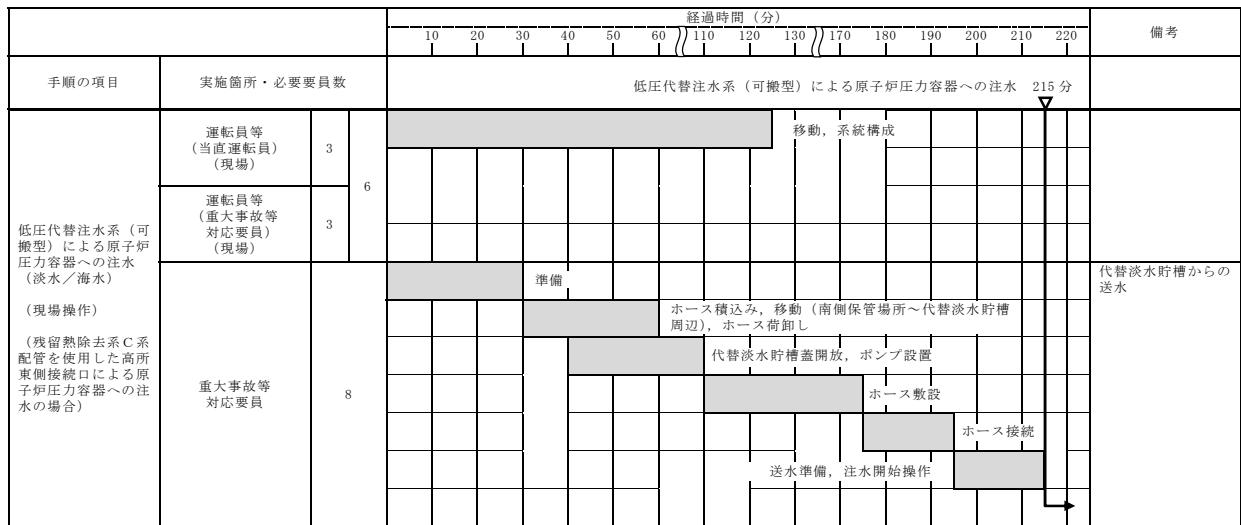 経過時間（分）
備考
10 20 30 40 50 60 110 130 170 180 190 200 210 220
手順の項目
実施箇所・必要要員数
低圧代替注水系（可搬型）による原子炉圧力容器への注水 215分
運転員等
（当直運転員）
（現場）
3
移動，系統構成
6
運転員等
（重大事故等
対応要員）
（現場）
3
低圧代替注水系（可
搬型）による原子炉
圧力容器への注水
（淡水／海水）
（現場操作）
（残留熱除去系Ｃ系
配管を使用した高所
東側接続口による原
子炉圧力容器への注
水の場合）
重大事故等
対応要員
8
準備
ホース積込み，移動（南側保管場所～代替淡水貯槽
周辺），ホース荷卸し
代替淡水貯槽蓋開放，ポンプ設置
ホース敷設
ホース接続
送水準備，注水開始操作
代替淡水貯槽からの
送水